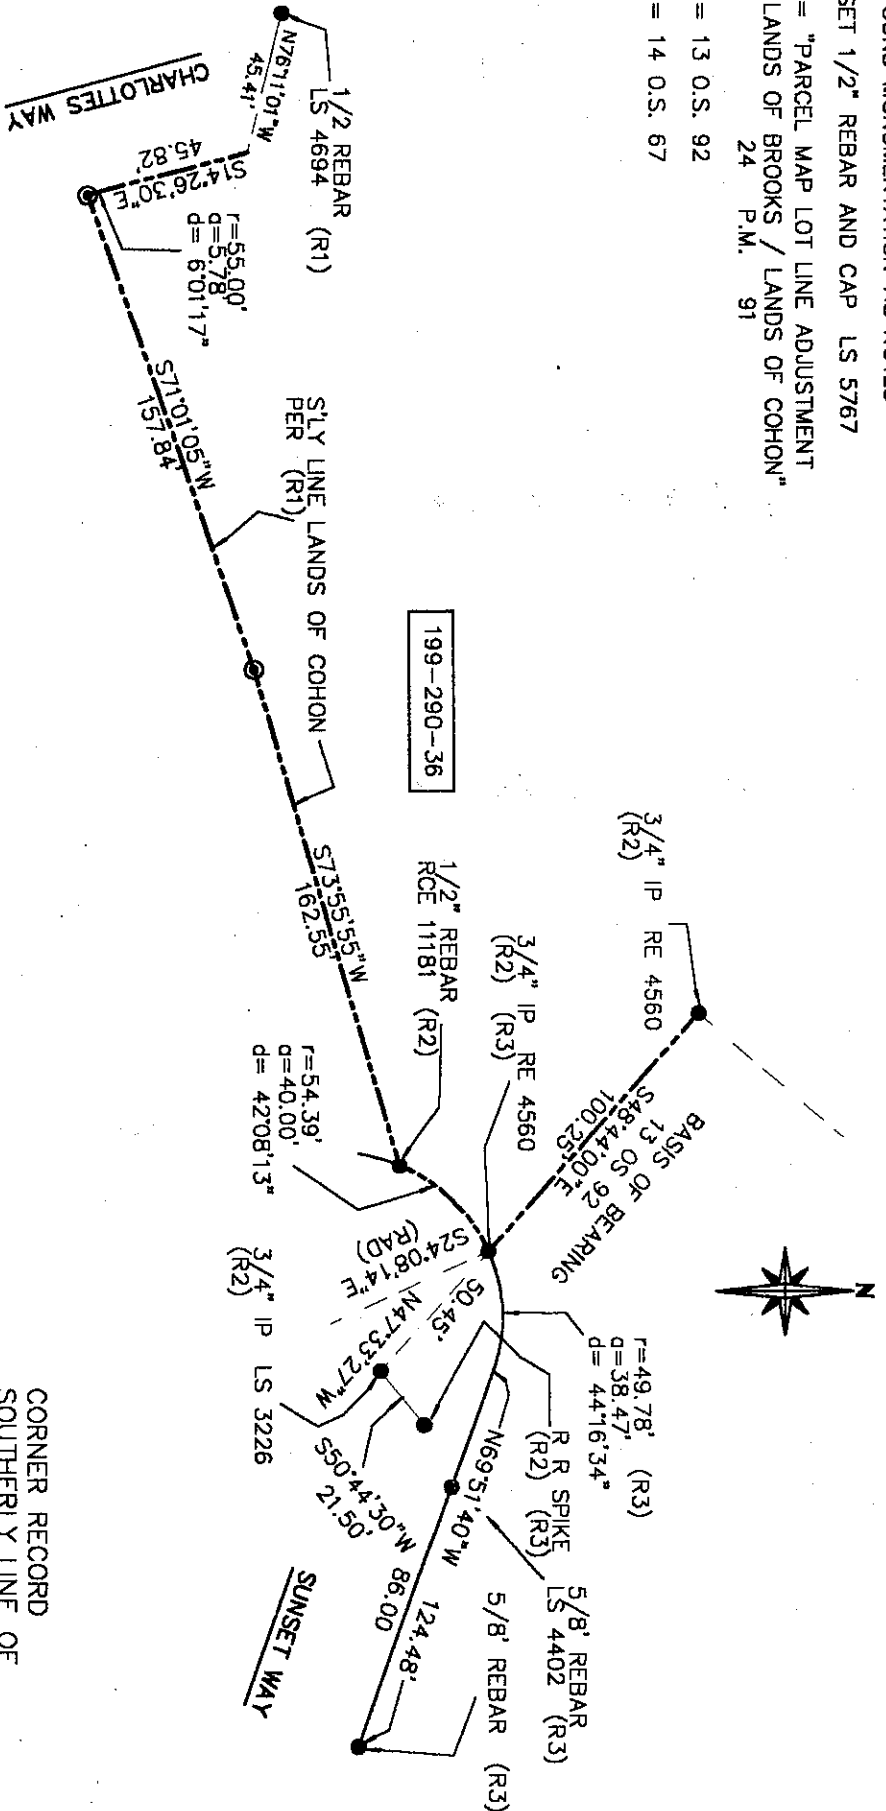 SET 1/2" REBAR AND CAP LS 5767
= "PARCEL MAP LOT LINE ADJUSTMENT
LANDS OF BROOKS / LANDS OF COHON"
24 P.M. 91
= 13 O.S. 92
= 14 O.S. 67
1/2 REBAR
LS 4694 (R1)
N76°11'01"W
45.41'
CHARLOTTES WAY
S14°26'30"E
45.82'
r=55.00'
a=5.78'
d= 6°01'17"
S71°01'05"W
157.84'
S'LY LINE LANDS OF COHON
PER (R1)
199-290-36
S73°55'55"W
162.55'
1/2" REBAR
RCE 11181 (R2)
3/4" IP RE 4560
(R2) (R3)
3/4" IP RE 4560
(R2)
BASIS OF BEARING
13 OS 92
S48°44'00"E
100.25'
r=54.39'
a=40.00'
d= 42°08'13"
S24°08'14"E
(RAD)
50.45'
N47°33'27"W
3/4" IP LS 3226
(R2)
S50°44'30"W
21.50'
N
r=49.78'
a=38.47' (R3)
d= 44°16'34"
R R SPIKE
(R2) (R3)
N69°51'40"W
86.00
124.48'
5/8' REBAR
LS 4402 (R3)
5/8' REBAR (R3)
SUNSET WAY
CORNER RECORD
SOUTHERLY LINE OF